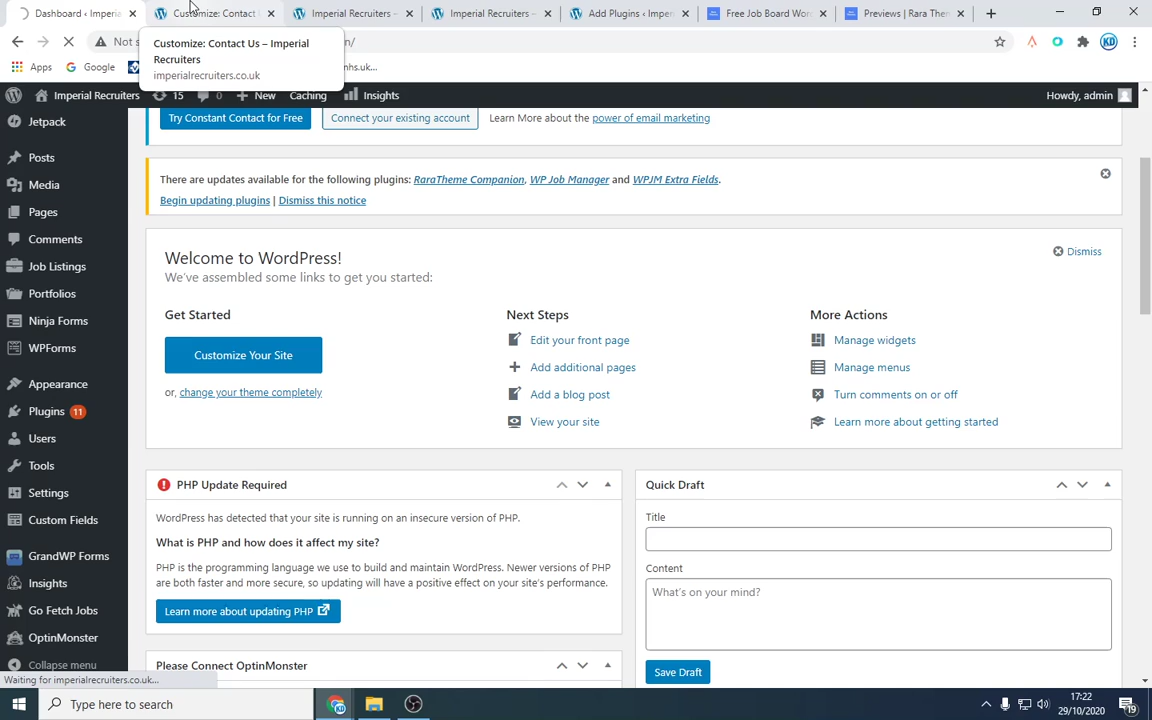 Dashboard ‹ Imperia
Customize: Contact
Imperial Recruiters –
Imperial Recruiters –
Add Plugins ‹ Imperi
Free Job Board Wor
Previews | Rara Them
Not s
n/
Customize: Contact Us – Imperial
Recruiters
imperialrecruiters.co.uk
Apps
Google
nhs.uk...
Imperial Recruiters
15
0
New
Caching
Insights
Howdy, admin
Jetpack
Posts
Media
Pages
Comments
Job Listings
Portfolios
Ninja Forms
WPForms
Appearance
Plugins 11
Users
Tools
Settings
Custom Fields
GrandWP Forms
Insights
Go Fetch Jobs
OptinMonster
Collapse menu
Try Constant Contact for Free
Connect your existing account
Learn More about the power of email marketing
There are updates available for the following plugins: RaraTheme Companion, WP Job Manager and WPJM Extra Fields.
Begin updating plugins | Dismiss this notice
Welcome to WordPress!
We've assembled some links to get you started:
Dismiss
Get Started
Customize Your Site
or, change your theme completely
Next Steps
Edit your front page
Add additional pages
Add a blog post
View your site
More Actions
Manage widgets
Manage menus
Turn comments on or off
Learn more about getting started
PHP Update Required
WordPress has detected that your site is running on an insecure version of PHP.
What is PHP and how does it affect my site?
PHP is the programming language we use to build and maintain WordPress. Newer versions of PHP
are both faster and more secure, so updating will have a positive effect on your site's performance.
Learn more about updating PHP
Please Connect OptinMonster
Quick Draft
Title
Content
What's on your mind?
Save Draft
Waiting for imperialrecruiters.co.uk...
Type here to search
17:22
29/10/2020
19
KD